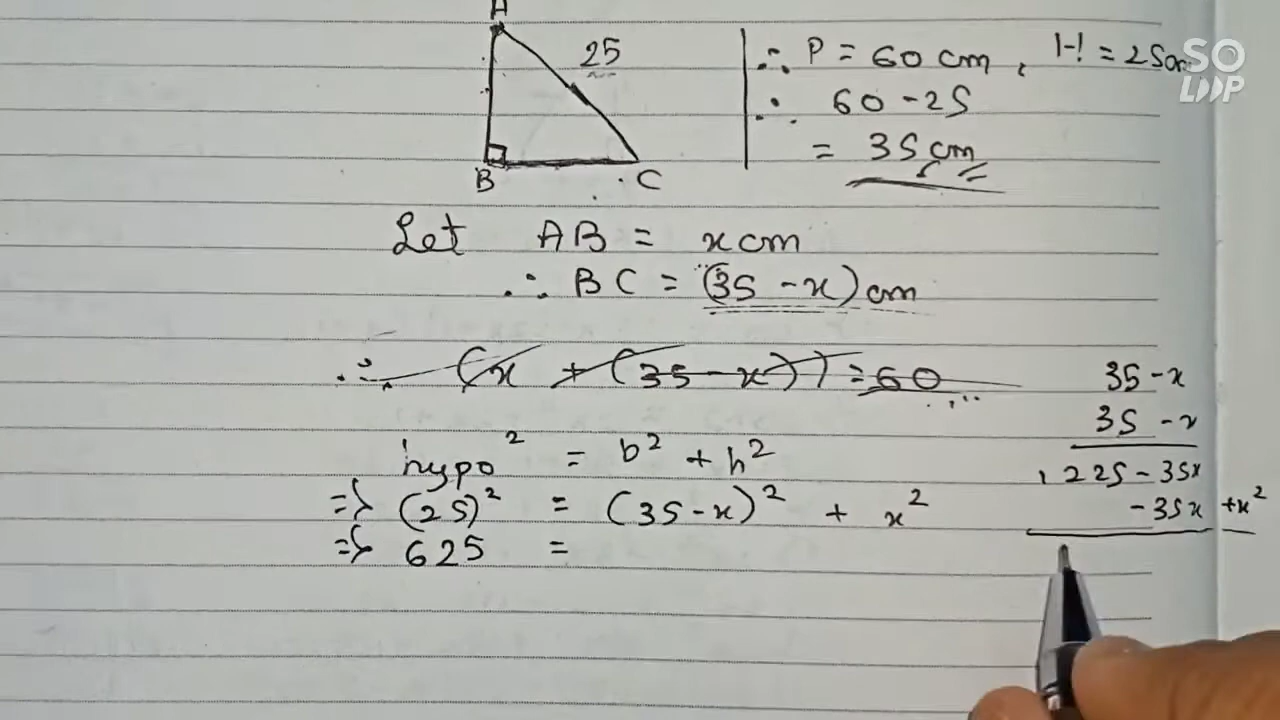 A
25
B
C
∴ P = 60 cm, H = 25cm
∴ 60 - 25
= 35 cm
SO
LOOP
Let AB = x cm
∴ BC = (35 - x) cm
∴ (x + (35 - x)) = 60
hypo² = b² + h²
=> (25)² = (35 - x)² + x²
=> 625 =
35 - x
35 - x
1225 - 35x
- 35x + x²